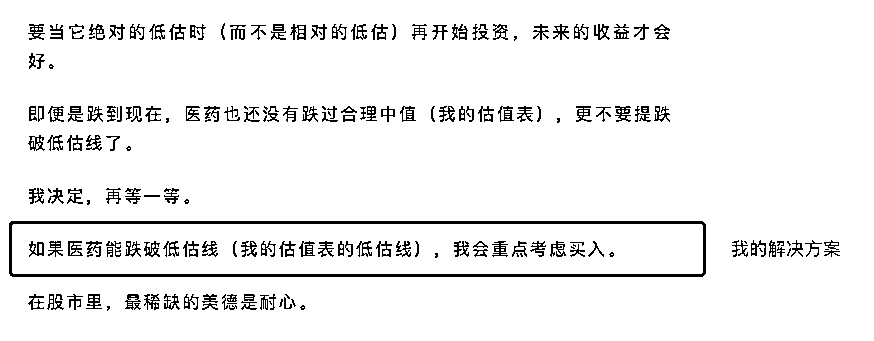 要当它绝对的低估时（而不是相对的低估）再开始投资，未来的收益才会
好。
即便是跌到现在，医药也还没有跌过合理中值（我的估值表），更不要提跌
破低估线了。
我决定，再等一等。
如果医药能跌破低估线（我的估值表的低估线），我会重点考虑买入。
我的解决方案
在股市里，最稀缺的美德是耐心。